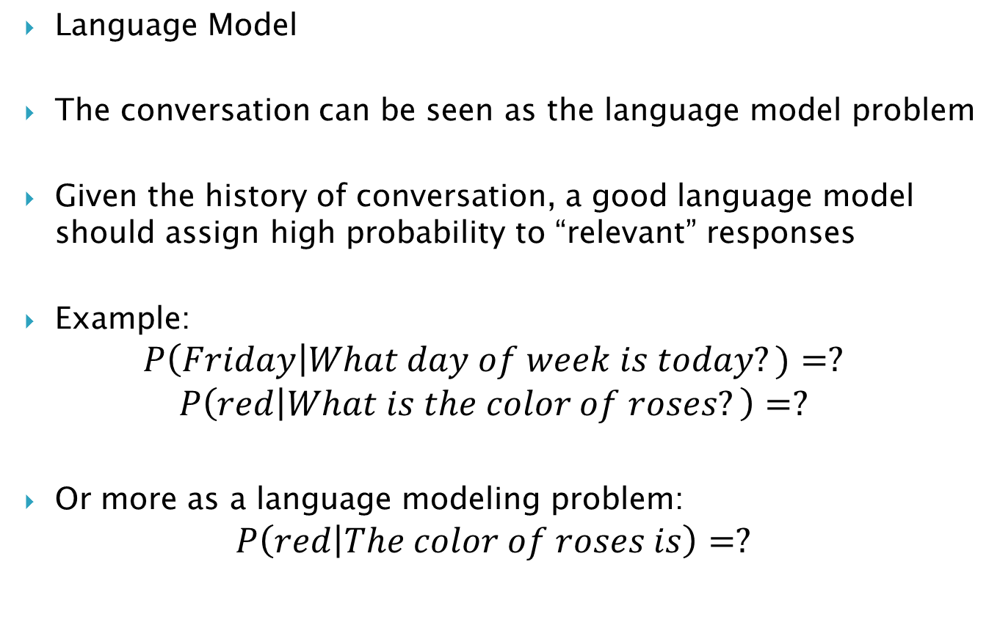 Language Model
The conversation can be seen as the language model problem
Given the history of conversation, a good language model
should assign high probability to “relevant” responses
Example:
P(Friday|What day of week is today?) =?
P(red|What is the color of roses?) =?
Or more as a language modeling problem:
P(red|The color of roses is) =?